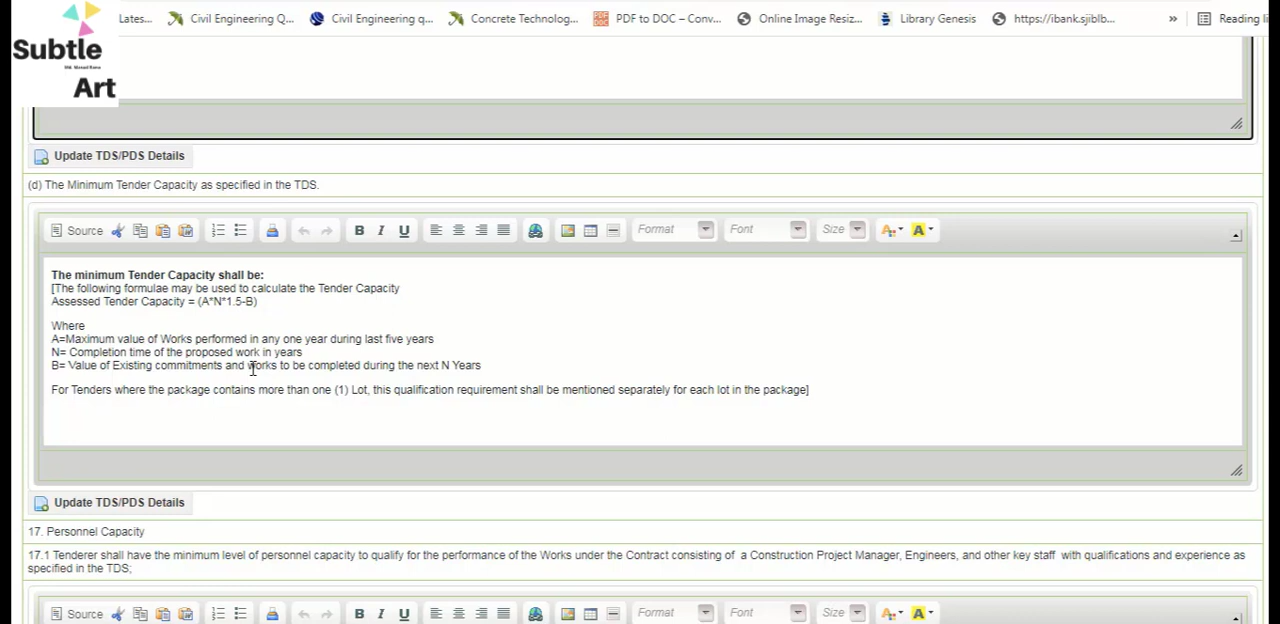 Lates...
Civil Engineering Q...
Civil Engineering q...
Concrete Technolog...
PDF to DOC – Conv...
Online Image Resiz...
Library Genesis
https://ibank.sjiblb...
»
Reading li
Subtle
Art
Update TDS/PDS Details
(d) The Minimum Tender Capacity as specified in the TDS.
Source
B I U
Format
Font
Size
The minimum Tender Capacity shall be:
[The following formulae may be used to calculate the Tender Capacity
Assessed Tender Capacity = (A*N*1.5-B)
Where
A=Maximum value of Works performed in any one year during last five years
N= Completion time of the proposed work in years
B= Value of Existing commitments and works to be completed during the next N Years
For Tenders where the package contains more than one (1) Lot, this qualification requirement shall be mentioned separately for each lot in the package]
Update TDS/PDS Details
17. Personnel Capacity
17.1 Tenderer shall have the minimum level of personnel capacity to qualify for the performance of the Works under the Contract consisting of a Construction Project Manager, Engineers, and other key staff with qualifications and experience as
specified in the TDS;
Source
B I U
Format
Font
Size